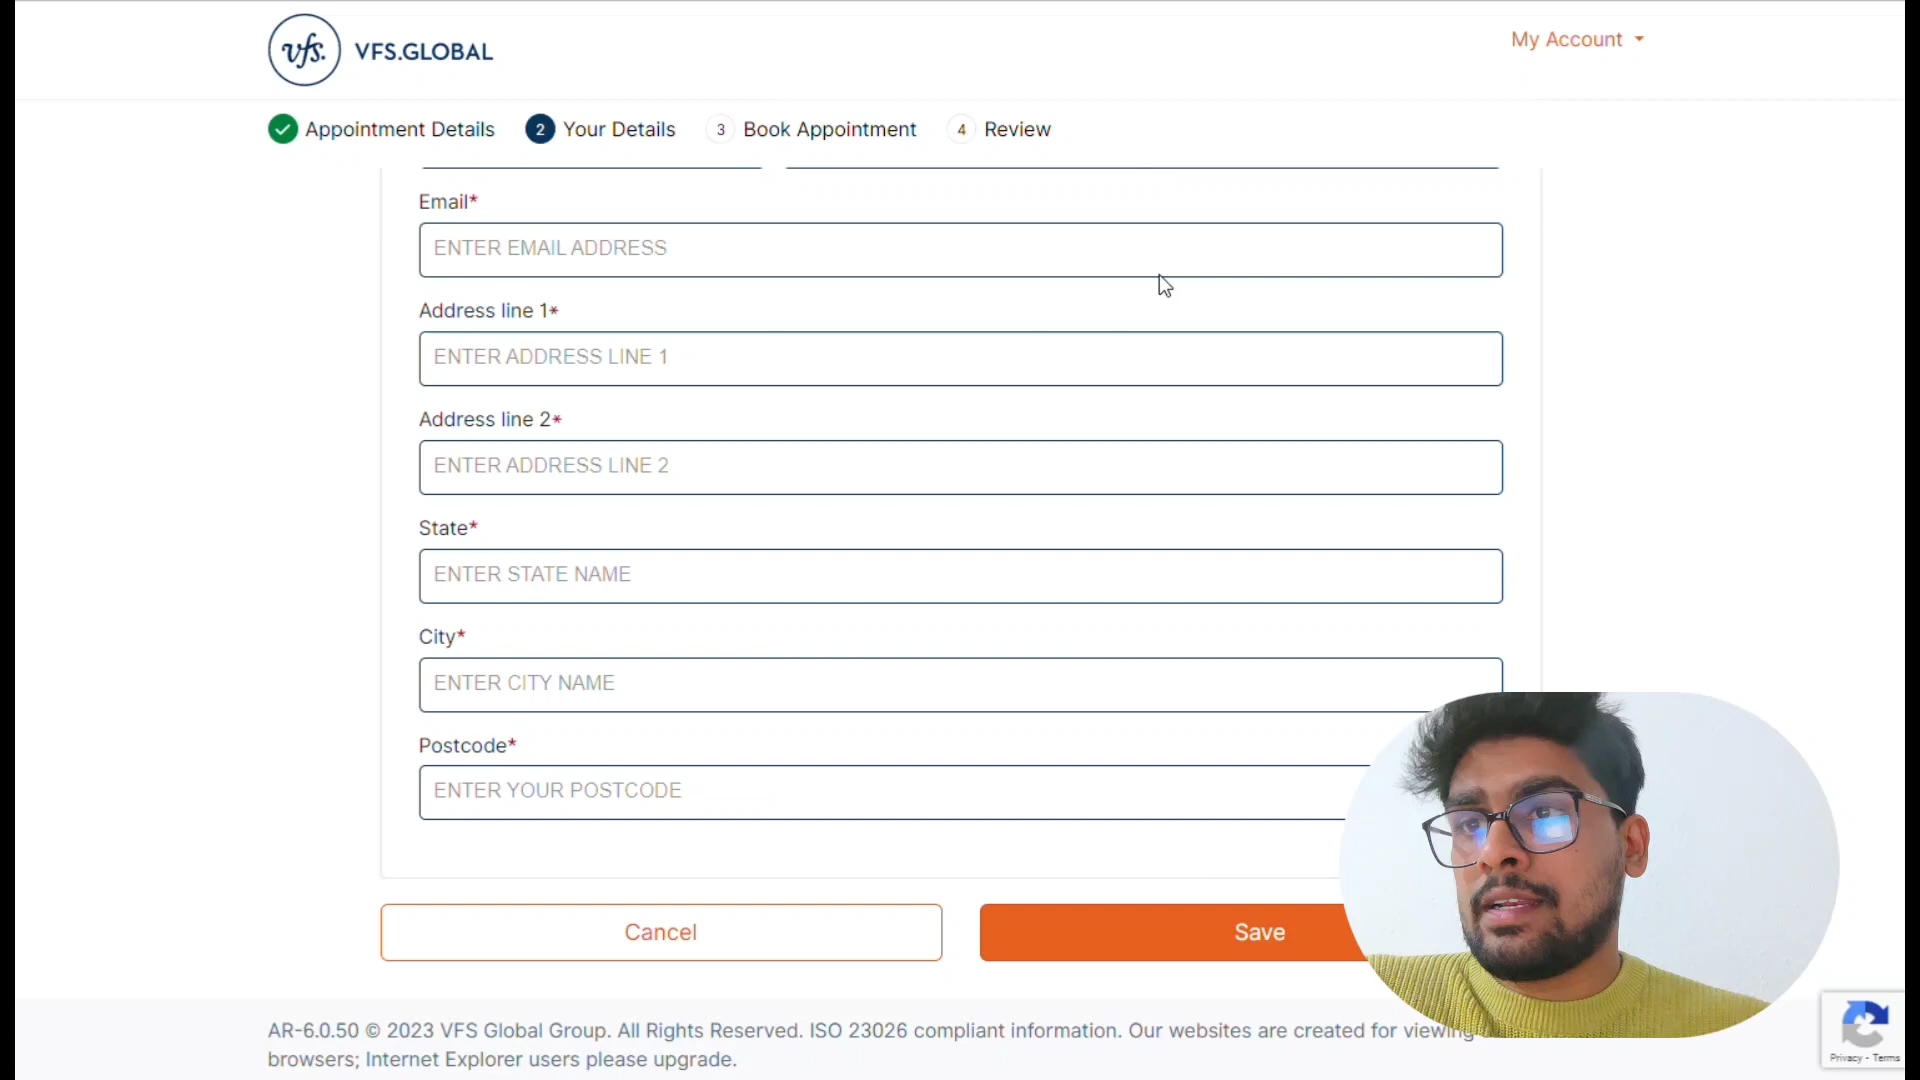 vfs. VFS.GLOBAL
My Account
Appointment Details 2 Your Details 3 Book Appointment 4 Review
Email*
ENTER EMAIL ADDRESS
Address line 1*
ENTER ADDRESS LINE 1
Address line 2*
ENTER ADDRESS LINE 2
State*
ENTER STATE NAME
City*
ENTER CITY NAME
Postcode*
ENTER YOUR POSTCODE
Cancel Save
AR-6.0.50 © 2023 VFS Global Group. All Rights Reserved. ISO 23026 compliant information. Our websites are created for viewing
browsers; Internet Explorer users please upgrade.
Privacy - Terms